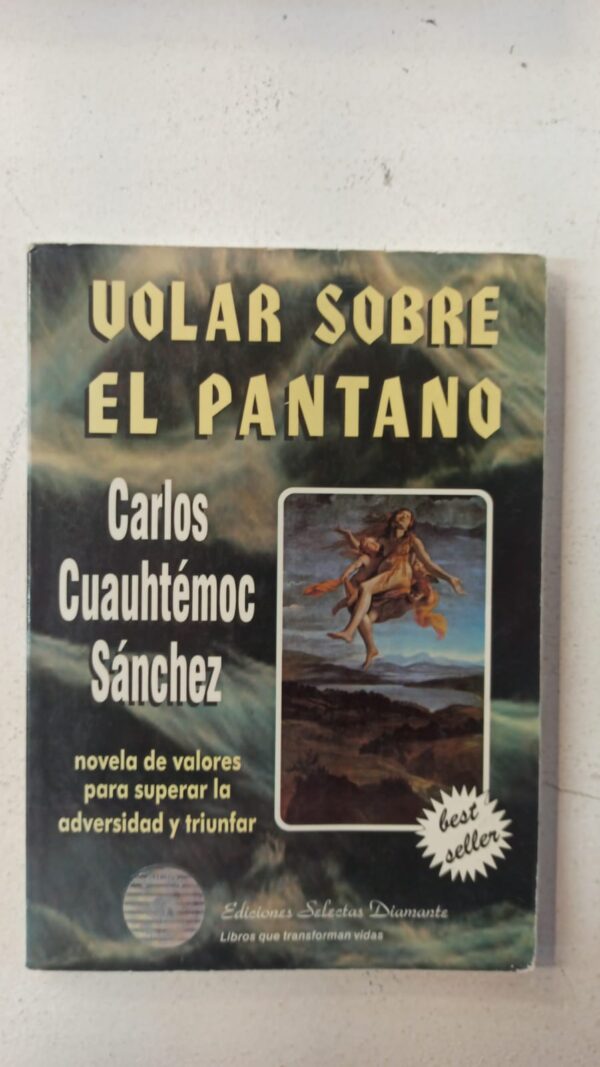 VOLAR SOBRE
EL PANTANO
Carlos
Cuauhtémoc
Sánchez
novela de valores
para superar la
adversidad y triunfar
best
seller
Ediciones Selectas Diamante
Libros que transforman vidas